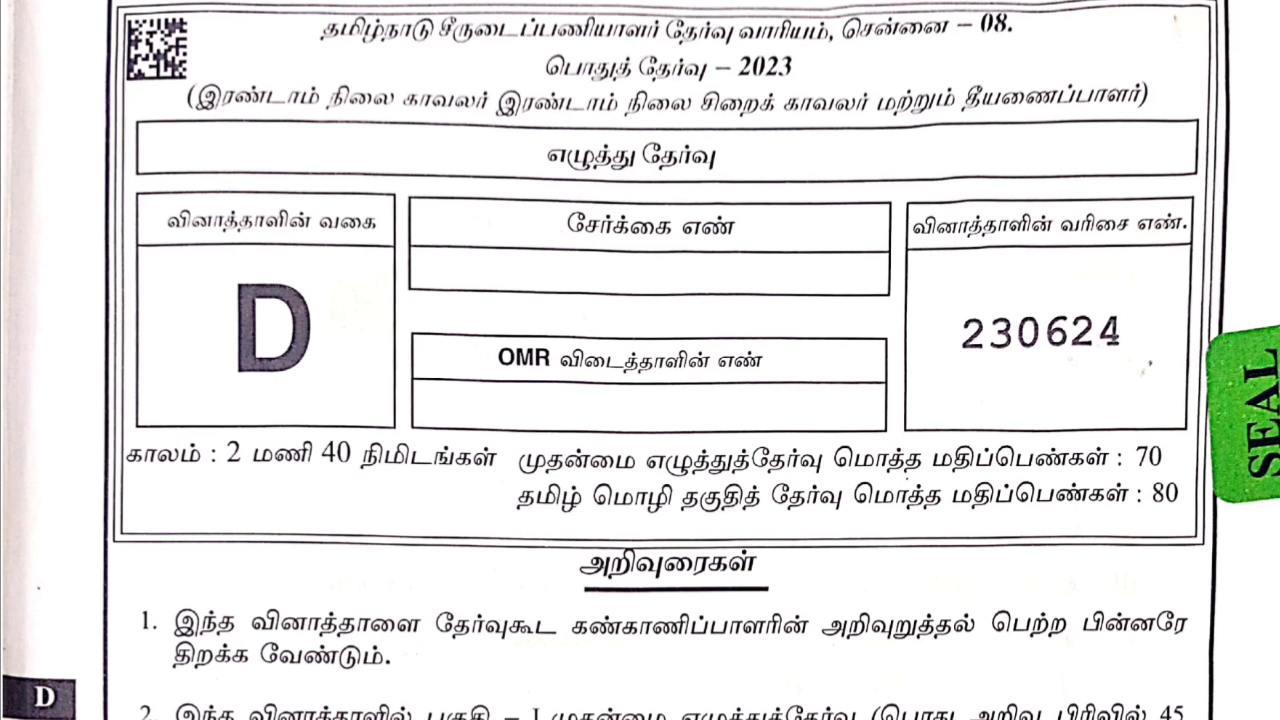 தமிழ்நாடு சீருடைப்பணியாளர் தேர்வு வாரியம், சென்னை – 08.
பொதுத் தேர்வு – 2023
(இரண்டாம் நிலை காவலர் இரண்டாம் நிலை சிறைக் காவலர் மற்றும் தீயணைப்பாளர்)
எழுத்து தேர்வு
வினாத்தாளின் வகை
D
சேர்க்கை எண்
OMR விடைத்தாளின் எண்
வினாத்தாளின் வரிசை எண்.
230624
SEAL
காலம் : 2 மணி 40 நிமிடங்கள் முதன்மை எழுத்துத்தேர்வு மொத்த மதிப்பெண்கள் : 70
தமிழ் மொழி தகுதித் தேர்வு மொத்த மதிப்பெண்கள் : 80
அறிவுரைகள்
1. இந்த வினாத்தாளை தேர்வுகூட கண்காணிப்பாளரின் அறிவுறுத்தல் பெற்ற பின்னரே
திறக்க வேண்டும்.
D
2. இந்த வினாத்தாளில் பகுதி – I முதன்மை எழுத்துத்தேர்வு (பொது அறிவு பிரிவில் 45